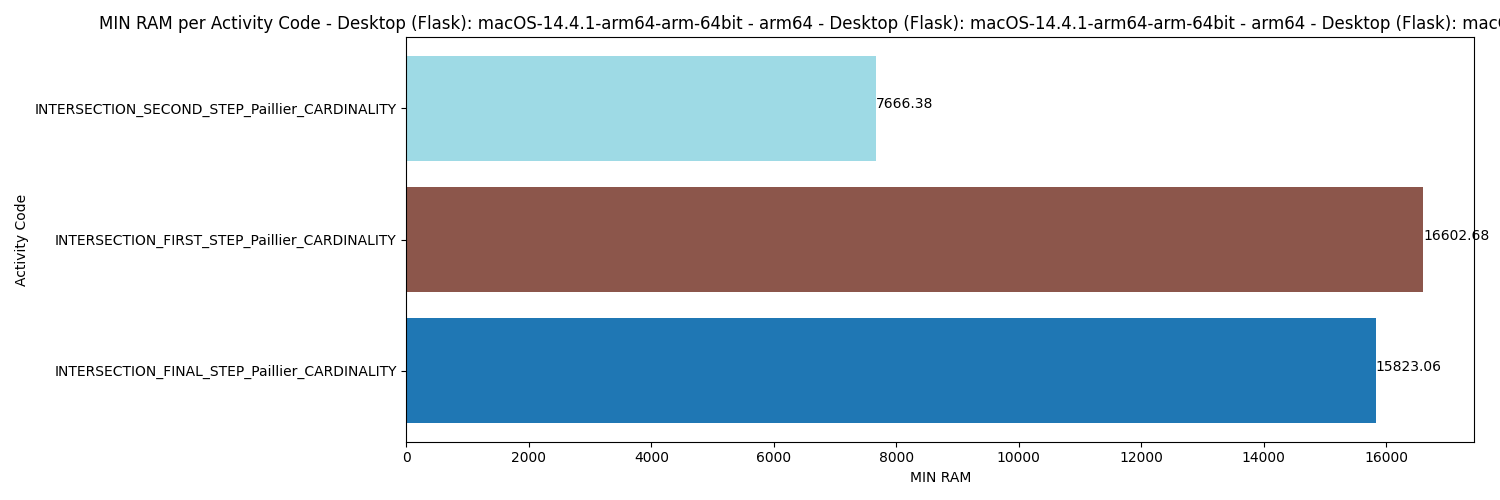 MIN RAM per Activity Code - Desktop (Flask): macOS-14.4.1-arm64-arm-64bit - arm64 - Desktop (Flask): macOS-14.4.1-arm64-arm-64bit - arm64 - Desktop (Flask):
INTERSECTION_SECOND_STEP_Paillier_CARDINALITY
7666.38
INTERSECTION_FIRST_STEP_Paillier_CARDINALITY
16602.68
INTERSECTION_FINAL_STEP_Paillier_CARDINALITY
15823.06
Activity Code
0 2000 4000 6000 8000 10000 12000 14000 16000
MIN RAM